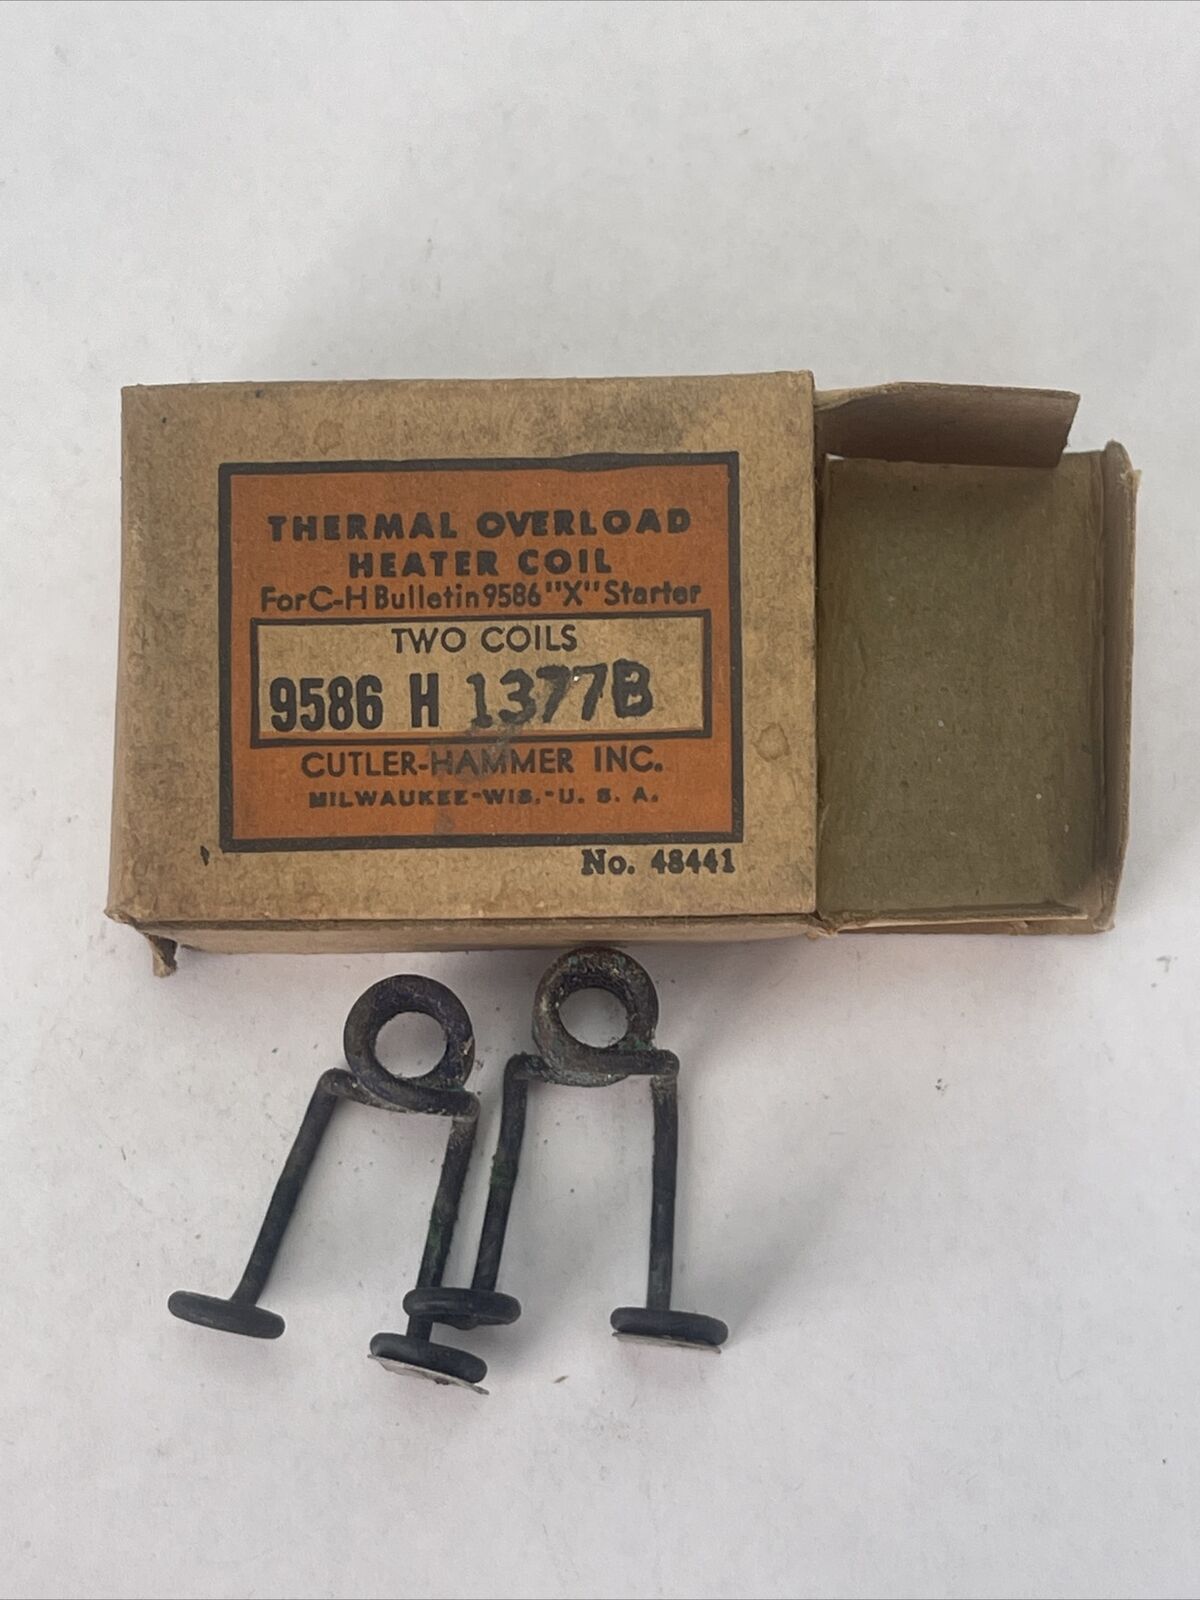 THERMAL OVERLOAD
HEATER COIL
For C-H Bulletin 9586 "X" Starter
TWO COILS
9586 H 1377B
CUTLER-HAMMER INC.
MILWAUKEE-WIS.-U. S. A.
No. 48441